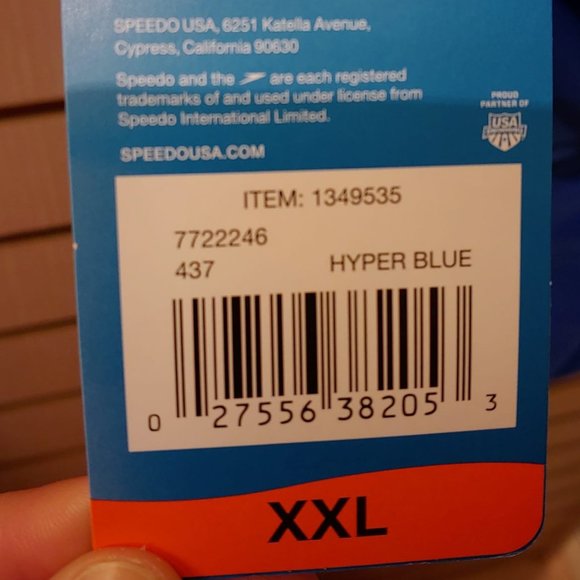 SPEEDO USA, 6251 Katella Avenue,
Cypress, California 90630
Speedo and the are each registered
trademarks of and used under license from
Speedo International Limited.
PROUD
PARTNER OF
USA
SPEEDOUSA.COM
ITEM: 1349535
7722246
437 HYPER BLUE
0 27556 38205 3
XXL